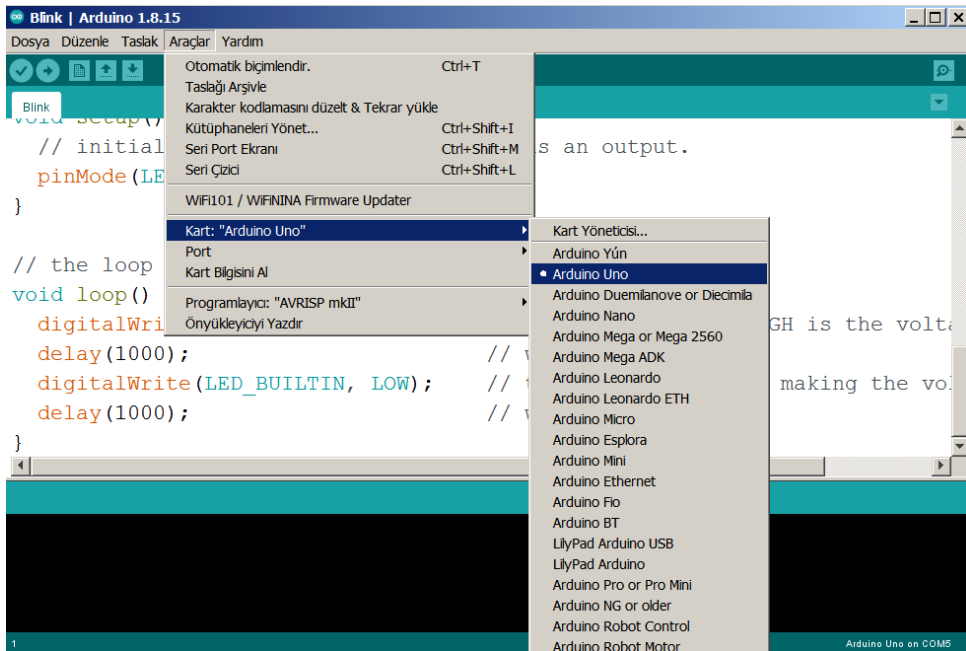 Blink | Arduino 1.8.15
Dosya Düzenle Taslak Araçlar Yardım
Blink
Otomatik biçimlendir. Ctrl+T
Taslağı Arşivle
Karakter kodlamasını düzelt & Tekrar yükle
Kütüphaneleri Yönet... Ctrl+Shift+I
Seri Port Ekranı Ctrl+Shift+M
Seri Çizici Ctrl+Shift+L
WiFi101 / WiFiNINA Firmware Updater
Kart: "Arduino Uno"
Port
Kart Bilgisini Al
Programlayıcı: "AVRISP mkII"
Önyükleyiciyi Yazdır
Kart Yöneticisi...
Arduino Yún
Arduino Uno
Arduino Duemilanove or Diecimila
Arduino Nano
Arduino Mega or Mega 2560
Arduino Mega ADK
Arduino Leonardo
Arduino Leonardo ETH
Arduino Micro
Arduino Esplora
Arduino Mini
Arduino Ethernet
Arduino Fio
Arduino BT
LilyPad Arduino USB
LilyPad Arduino
Arduino Pro or Pro Mini
Arduino NG or older
Arduino Robot Control
Arduino Robot Motor
void setup()
// initial s an output.
pinMode(LE
}
// the loop
void loop()
digitalWri GH is the volta
delay(1000); // w
digitalWrite(LED_BUILTIN, LOW); // t making the vol
delay(1000); // w
}
1 Arduino Uno on COM5